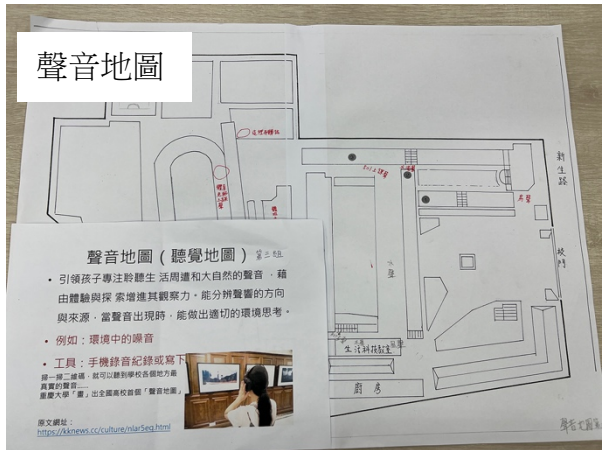 聲音地圖
新生路
校門
生活科技教室
廚房
聲音地圖(聽覺地圖) 第三組
• 引領孩子專注聆聽生 活周遭和大自然的聲音 ,藉
由體驗與探 索增進其觀察力。能分辨聲響的方向
與來源,當聲音出現時,能做出適切的環境思考。
• 例如:環境中的噪音
• 工具:手機錄音紀錄或寫下
掃一掃二維碼,就可以聽到學校各個地方最
真實的聲音......
重慶大學「畫」出全國高校首個「聲音地圖」
原文網址:
https://kknews.cc/culture/nlar5eq.html